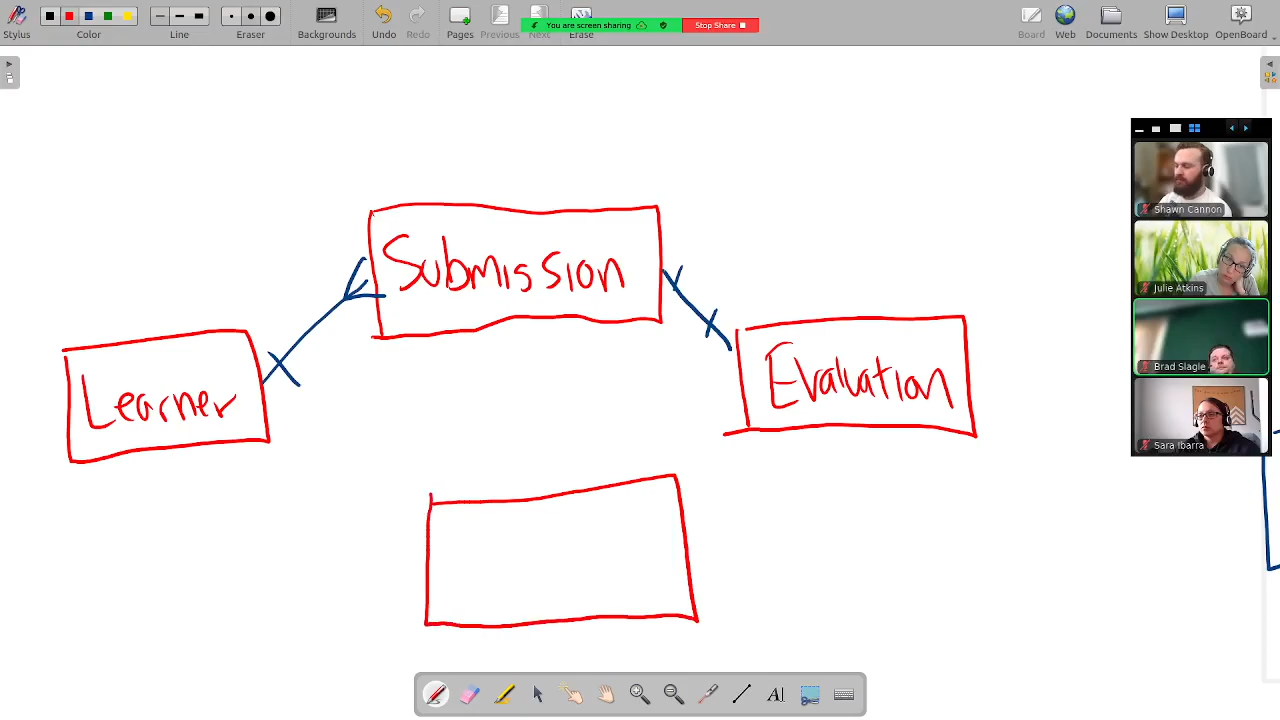 Stylus
Color
Line
Eraser
Backgrounds
Undo
Redo
Pages
Previous
Next
Erase
You are screen sharing
Stop Share
Board
Web
Documents
Show Desktop
OpenBoard
Submission
Learner
Evaluation
Shawn Cannon
Julie Atkins
Brad Slagle
Sara Ibarra
AI